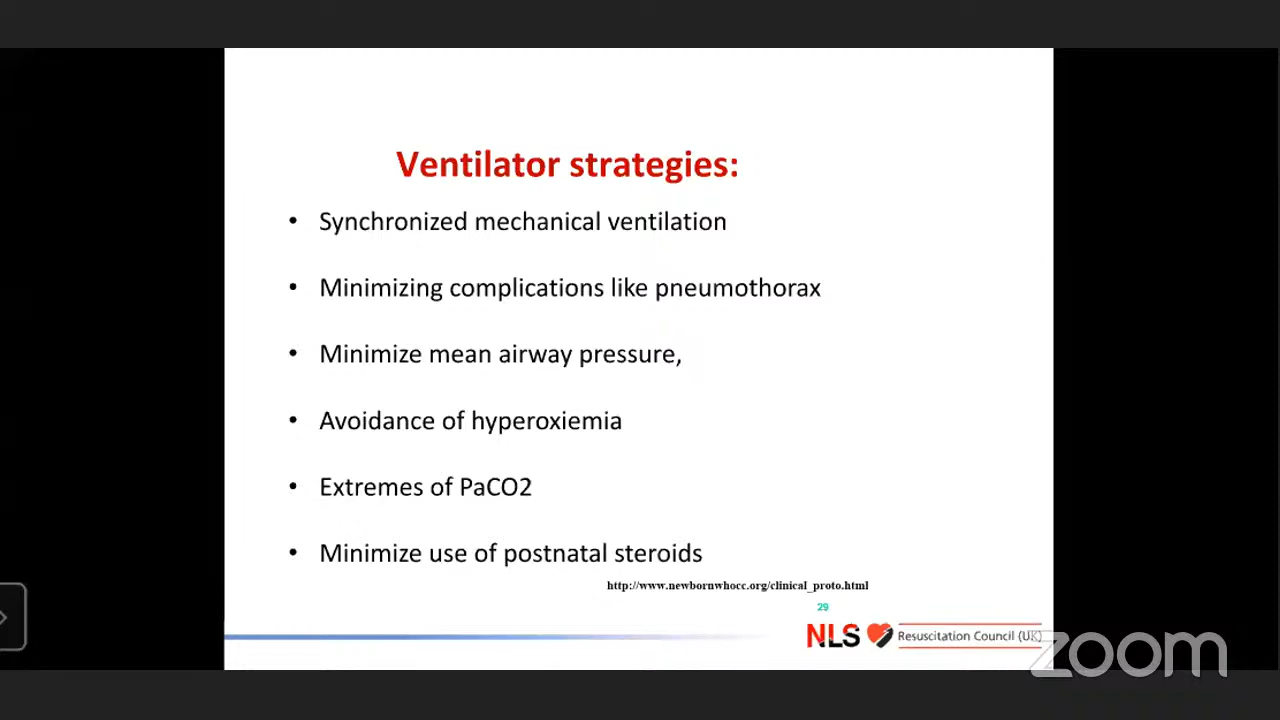 Ventilator strategies:
• Synchronized mechanical ventilation
• Minimizing complications like pneumothorax
• Minimize mean airway pressure,
• Avoidance of hyperoxiemia
• Extremes of PaCO2
• Minimize use of postnatal steroids
http://www.newbornwhocc.org/clinical_proto.html
29
NLS Resuscitation Council (UK)
zoom